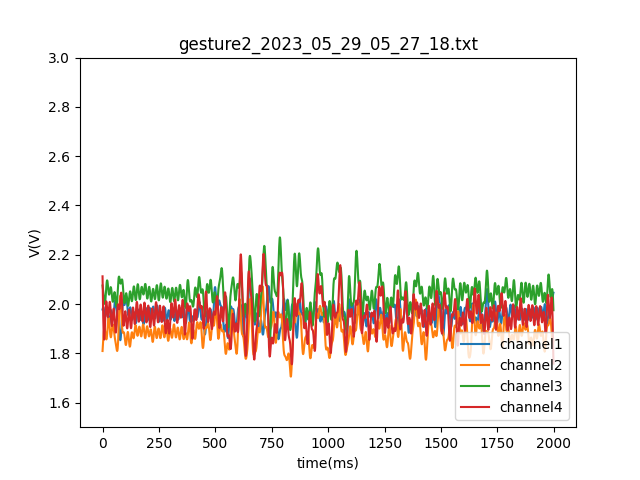 gesture2_2023_05_29_05_27_18.txt
3.0
2.8
2.6
2.4
2.2
2.0
1.8
1.6
V(V)
channel1
channel2
channel3
channel4
0 250 500 750 1000 1250 1500 1750 2000
time(ms)